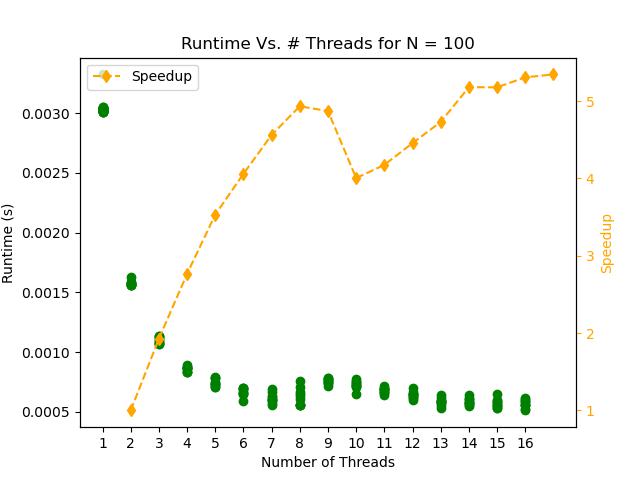 Runtime Vs. # Threads for N = 100
Speedup
0.0030
0.0025
0.0020
0.0015
0.0010
0.0005
Runtime (s)
5
4
3
2
1
Speedup
1 2 3 4 5 6 7 8 9 10 11 12 13 14 15 16
Number of Threads